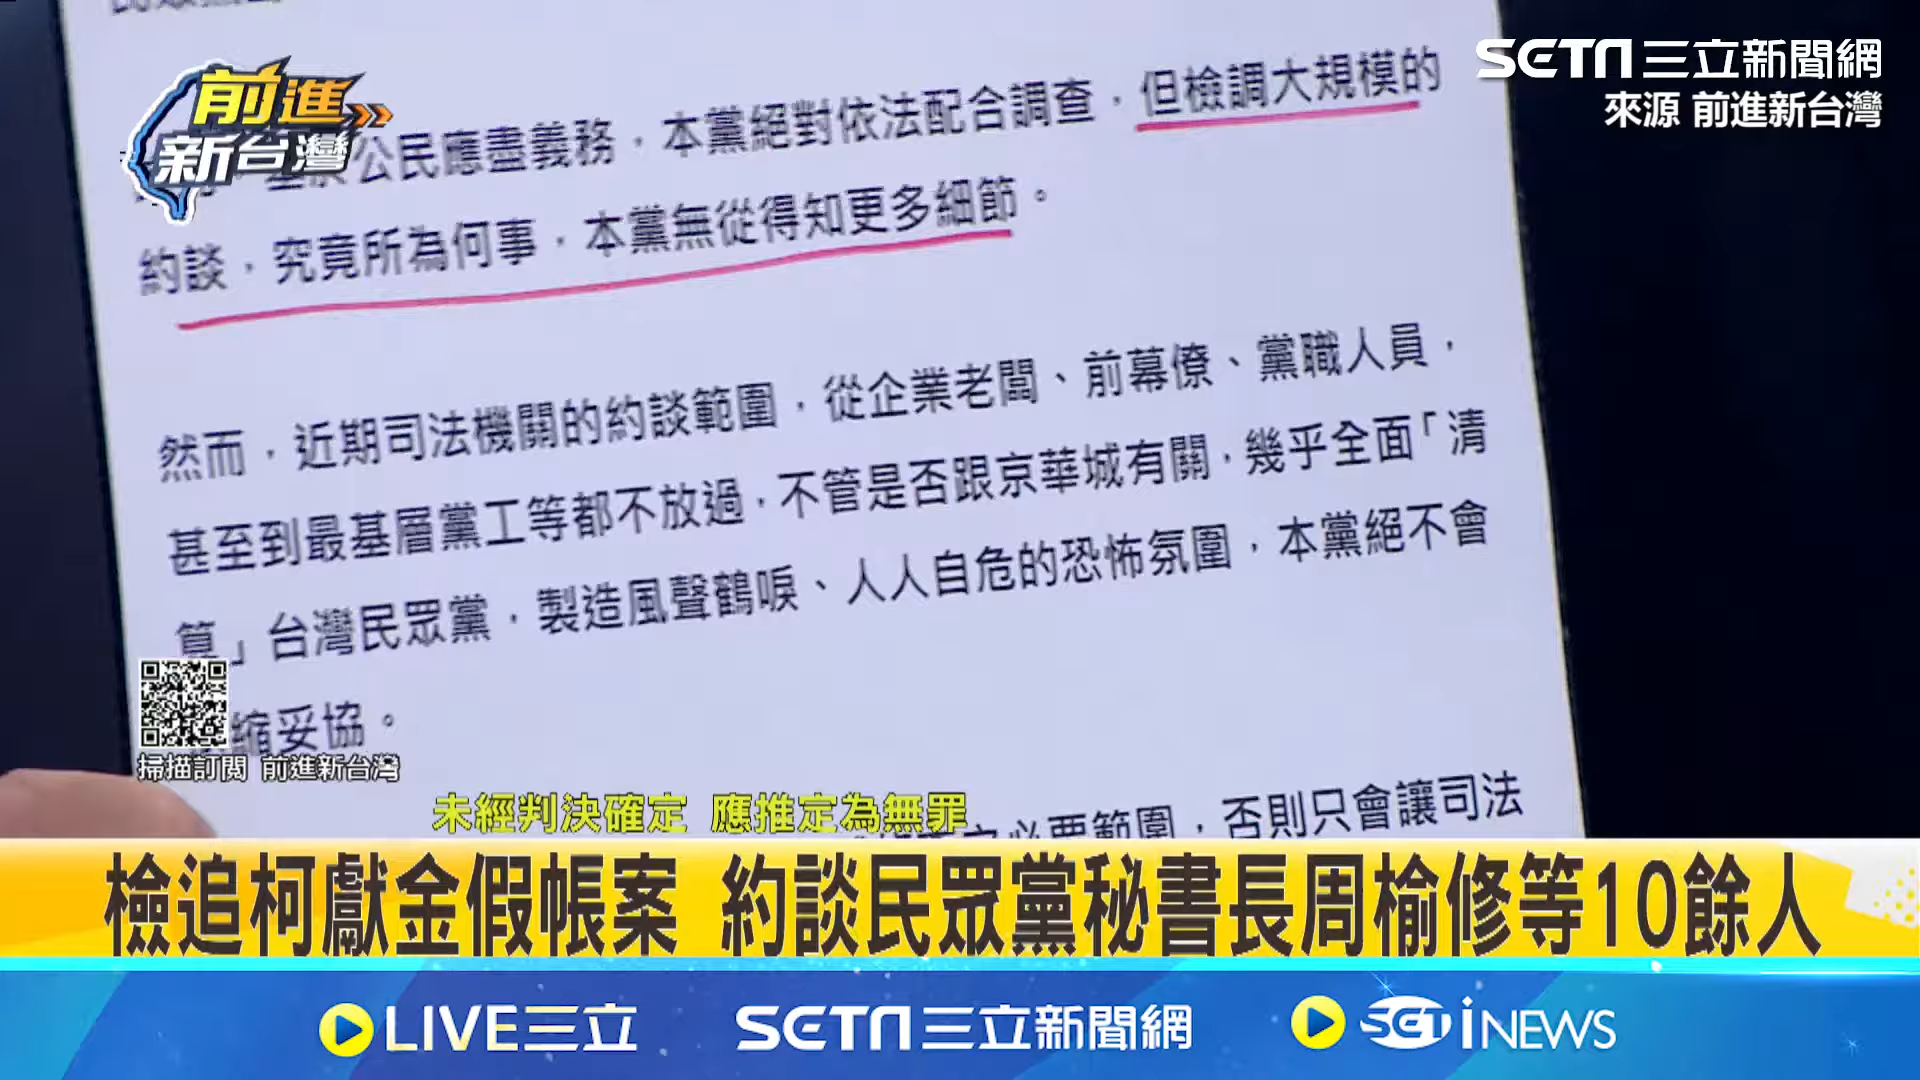 前進
新台灣
SETN三立新聞網
來源 前進新台灣
公民應盡義務，本黨絕對依法配合調查，但檢調大規模的
約談，究竟所為何事，本黨無從得知更多細節。
然而，近期司法機關的約談範圍，從企業老闆、前幕僚、黨職人員，
甚至到最基層黨工等都不放過，不管是否跟京華城有關，幾乎全面「清
算」台灣民眾黨，製造風聲鶴唳、人人自危的恐怖氛圍，本黨絕不會
縮妥協。
掃描訂閱 前進新台灣
必要範圍，否則只會讓司法
未經判決確定 應推定為無罪
檢追柯獻金假帳案 約談民眾黨秘書長周榆修等10餘人
LIVE三立 SETN三立新聞網 SET iNEWS